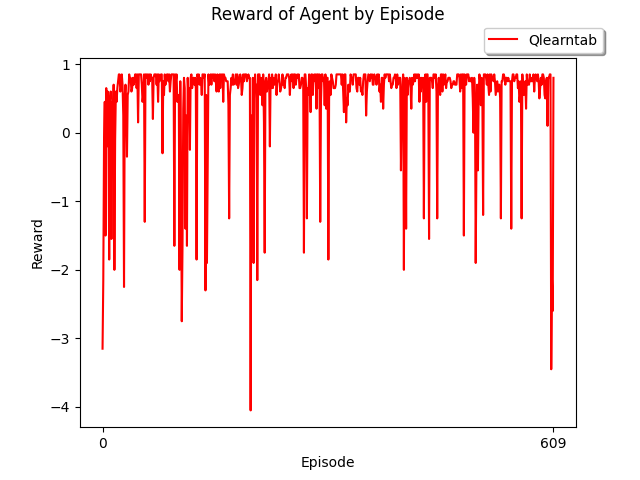 Reward of Agent by Episode
Qlearntab
1
0
−1
−2
−3
−4
Reward
0
609
Episode